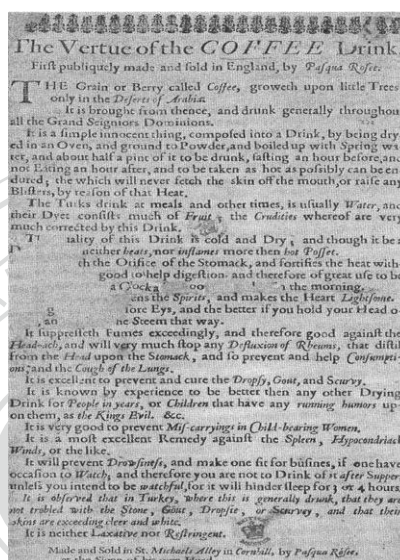 The Vertue of the COFFEE Drink.
First publiquely made and sold in England, by Pasqua Rosee.
THE Grain or Berry called Coffee, groweth upon little Trees
only in the Deserts of Arabia.
It is brought from thence, and drunk generally throughout
all the Grand Seigniors Dominions.
It is a simple innocent thing, composed into a Drink, by being dry-
ed in an Oven, and ground to Powder, and boiled up with Spring wa-
ter, and about half a pint of it to be drunk, fasting an hour before, and
not Eating an hour after, and to be taken as hot as possibly can be en-
dured; the which will never fetch the skin off the mouth, or raise any
Blisters, by reason of that Heat.
The Turks drink at meals and other times, is usually Water, and
their Dyet consists much of Fruit, the Crudities whereof are very
much corrected by this Drink.
iality of this Drink is cold and Dry; and though it be a
neither heats, nor inflames more then hot Posset.
th the Orifice of the Stomack, and fortifies the heat with-
good to help digestion and therefore of great use to be
a Clock the morning.
ens the Spirits, and makes the Heart Lightsome.
sore Eys, and the better if you hold your Head o-
an ne Steem that way.
It suppresseth Fumes exceedingly, and therefore good against the
Head-ach, and will very much stop any Defluxion of Rheums, that distil
from the Head upon the Stomack, and so prevent and help Consumpti-
ons; and the Cough of the Lungs.
It is excellent to prevent and cure the Dropsy, Gout, and Scurvy.
It is known by experience to be better then any other Drying
Drink for People in years, or Children that have any running humors up-
on them, as the Kings Evil. &c.
It is very good to prevent Mis-carryings in Child-bearing Women.
It is a most excellent Remedy against the Spleen, Hypocondriack
Winds, or the like.
It will prevent Drowsiness, and make one fit for busines, if one have
occasion to Watch, and therefore you are not to Drink of it after Supper
unless you intend to be watchful, for it will hinder sleep for 3 or 4 hours.
It is observed that in Turkey, where this is generally drunk, that they are
not trobled with the Stone, Gout, Dropsie, or Scurvey, and that their
Skins are exceeding cleer and white.
It is neither Laxative nor Restringent.
Made and Sold in St. Michaels Alley in Cornhill, by Pasqua Rosee,